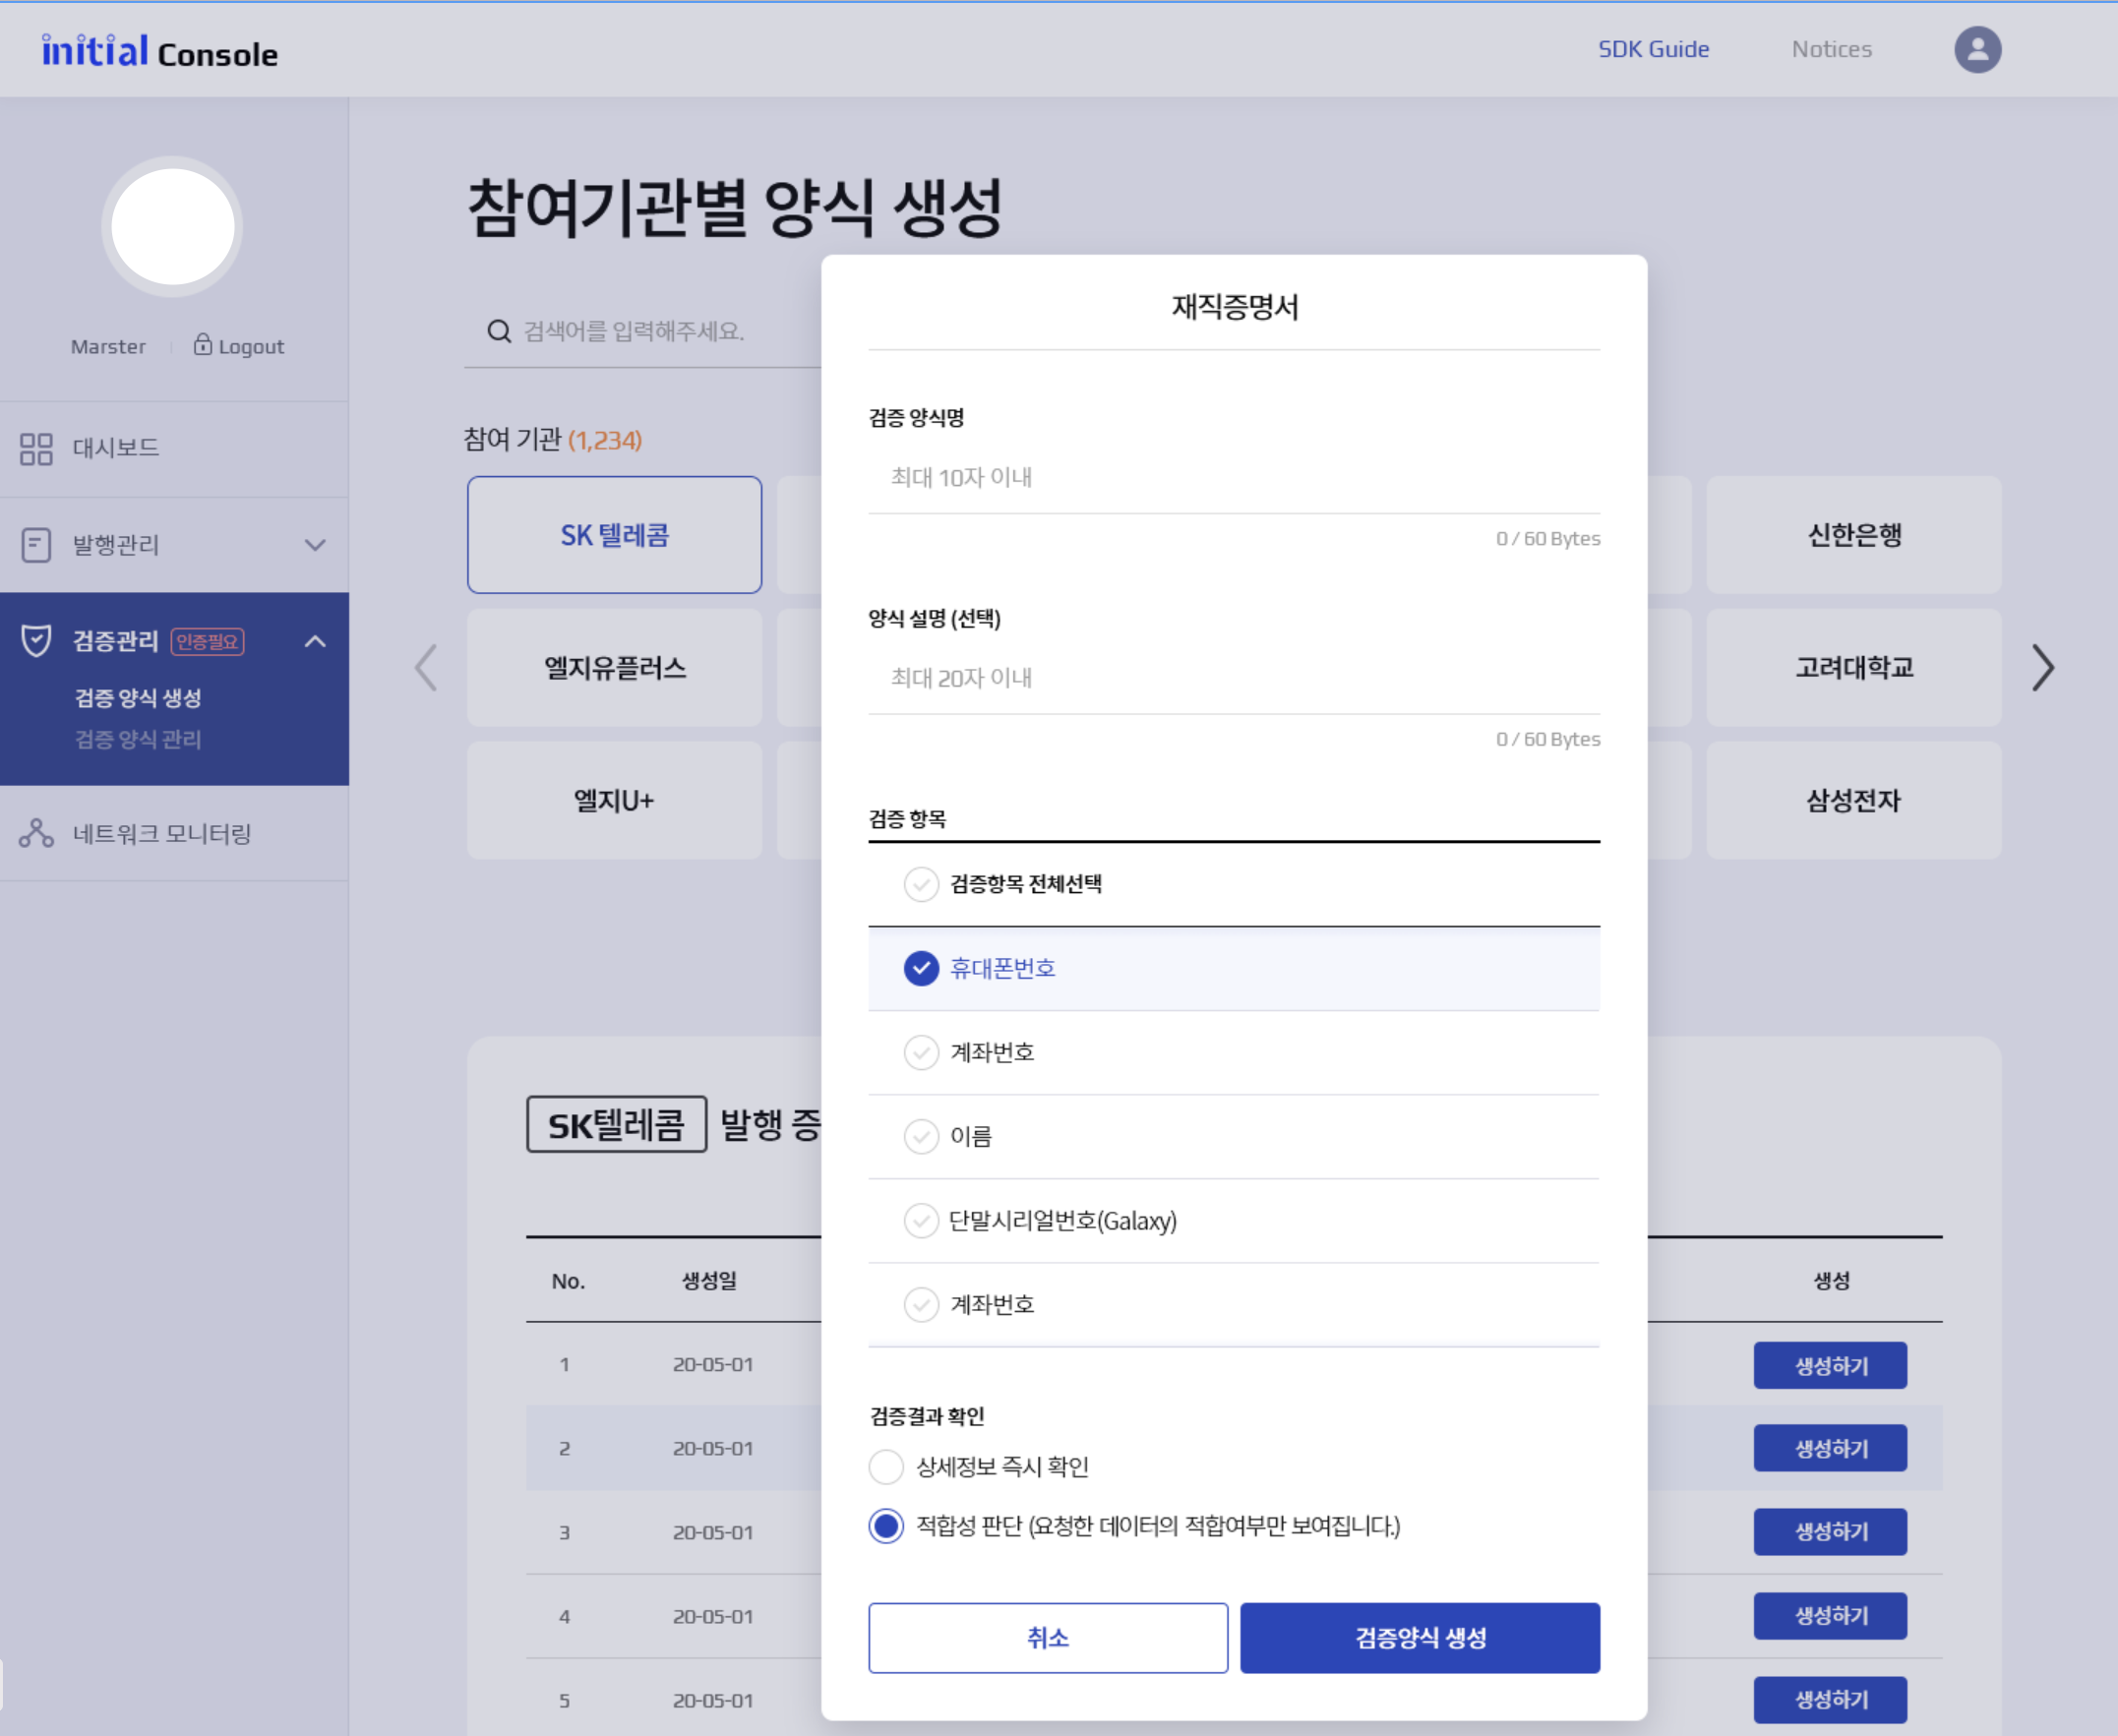 initial Console
SDK Guide
Notices
Marster
Logout
대시보드
발행관리
검증관리 인증필요
검증 양식 생성
검증 양식 관리
네트워크 모니터링
참여기관별 양식 생성
검색어를 입력해주세요.
참여 기관 (1,234)
SK 텔레콤
신한은행
엘지유플러스
고려대학교
엘지U+
삼성전자
SK텔레콤 발행 증
No. 생성일 생성
1 20-05-01 생성하기
2 20-05-01 생성하기
3 20-05-01 생성하기
4 20-05-01 생성하기
5 20-05-01 생성하기
재직증명서
검증 양식명
최대 10자 이내
0 / 60 Bytes
양식 설명 (선택)
최대 20자 이내
0 / 60 Bytes
검증 항목
검증항목 전체선택
휴대폰번호
계좌번호
이름
단말시리얼번호(Galaxy)
계좌번호
검증결과 확인
상세정보 즉시 확인
적합성 판단 (요청한 데이터의 적합여부만 보여집니다.)
취소
검증양식 생성